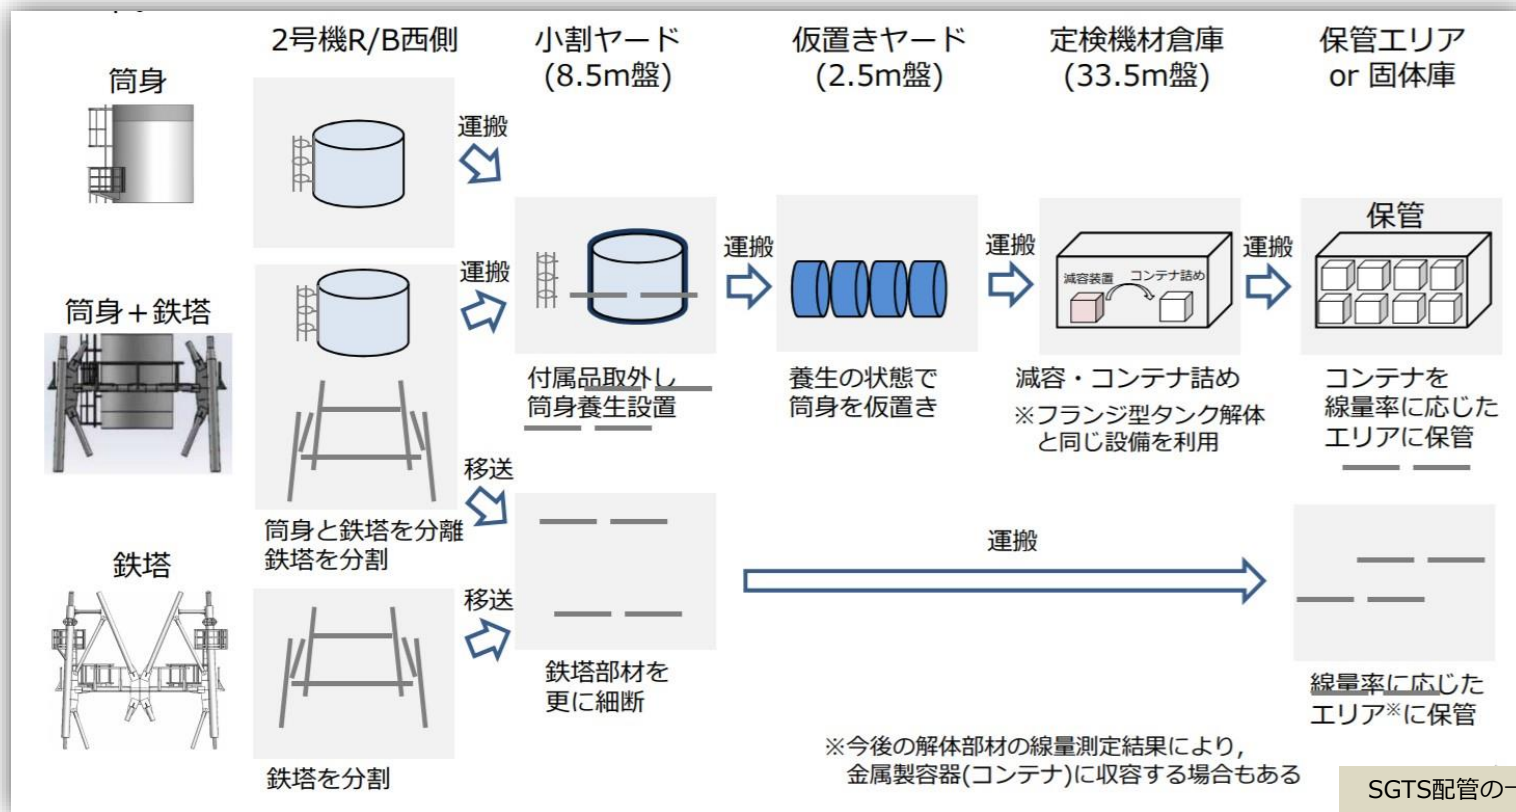 2号機R/B西側
小割ヤード
(8.5m盤)
仮置きヤード
(2.5m盤)
定検機材倉庫
(33.5m盤)
保管エリア
or 固体庫
筒身
運搬
筒身+鉄塔
運搬
付属品取外し
筒身養生設置
運搬
養生の状態で
筒身を仮置き
運搬
減容装置
コンテナ詰め
減容・コンテナ詰め
※フランジ型タンク解体
と同じ設備を利用
運搬
保管
コンテナを
線量率に応じた
エリアに保管
筒身と鉄塔を分離
鉄塔を分割
移送
鉄塔
鉄塔を分割
移送
鉄塔部材を
更に細断
運搬
線量率に応じた
エリア※に保管
※今後の解体部材の線量測定結果により,
金属製容器(コンテナ)に収容する場合もある
SGTS配管の